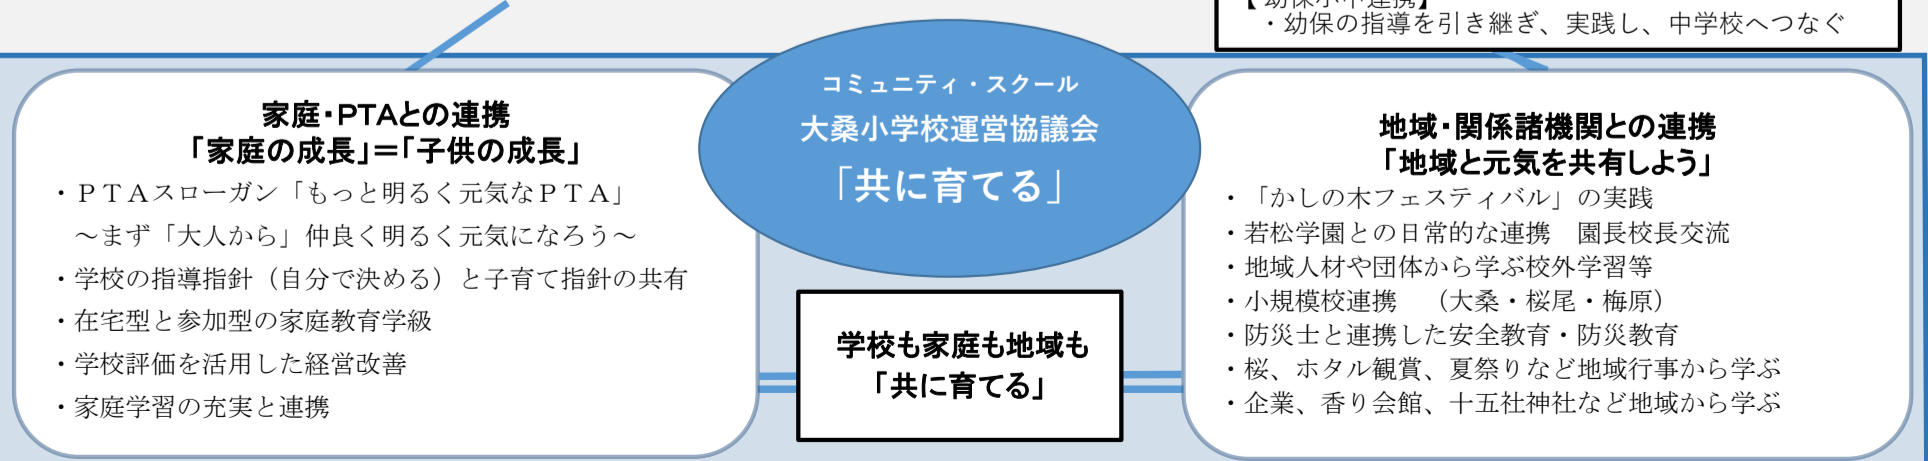 【 幼保小中連携】
・幼保の指導を引き継ぎ、実践し、中学校へつなぐ
家庭・PTAとの連携
「家庭の成長」＝「子供の成長」
・ＰＴＡスローガン「もっと明るく元気なＰＴＡ」
～まず「大人から」仲良く明るく元気になろう～
・学校の指導指針（自分で決める）と子育て指針の共有
・在宅型と参加型の家庭教育学級
・学校評価を活用した経営改善
・家庭学習の充実と連携
コミュニティ・スクール
大桑小学校運営協議会
「共に育てる」
学校も家庭も地域も
「共に育てる」
地域・関係諸機関との連携
「地域と元気を共有しよう」
・「かしの木フェスティバル」の実践
・若松学園との日常的な連携　園長校長交流
・地域人材や団体から学ぶ校外学習等
・小規模校連携　（大桑・桜尾・梅原）
・防災士と連携した安全教育・防災教育
・桜、ホタル観賞、夏祭りなど地域行事から学ぶ
・企業、香り会館、十五社神社など地域から学ぶ